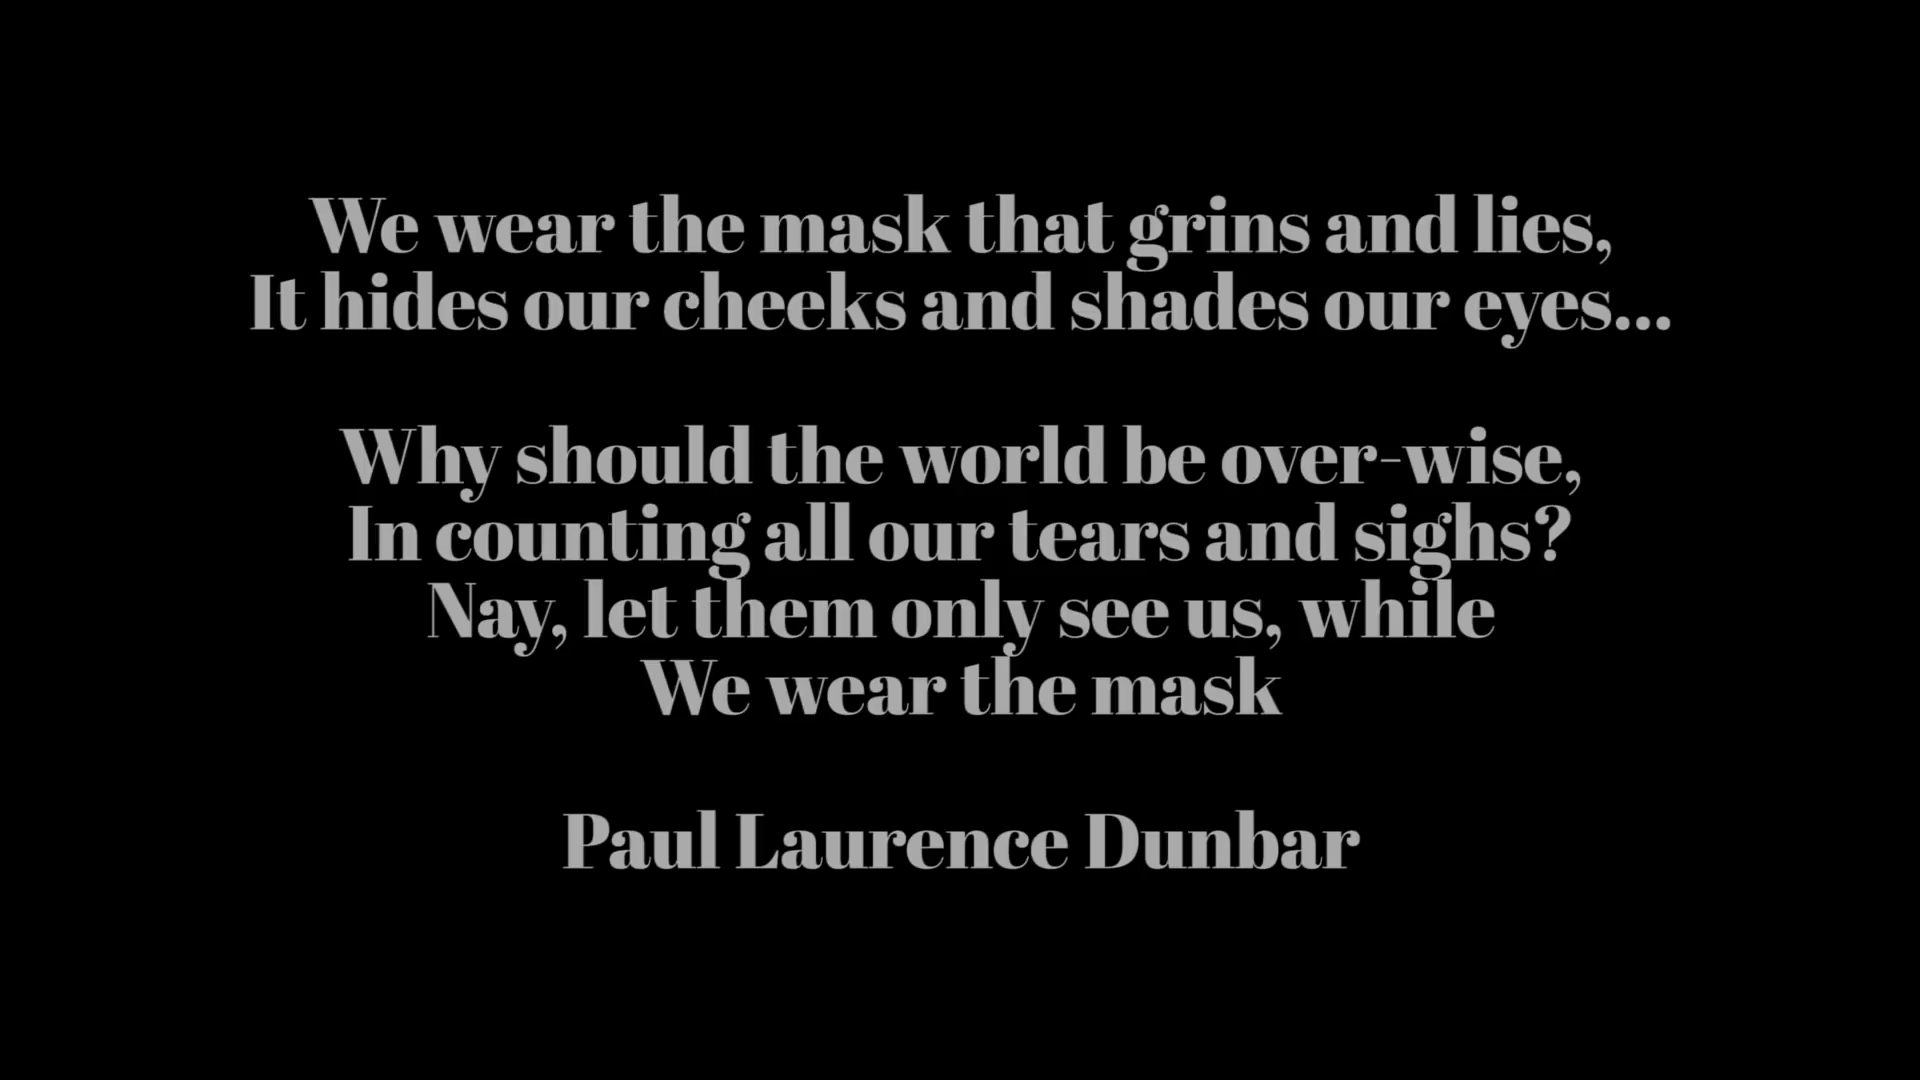 We wear the mask that grins and lies,
It hides our cheeks and shades our eyes...
Why should the world be over-wise,
In counting all our tears and sighs?
Nay, let them only see us, while
We wear the mask
Paul Laurence Dunbar